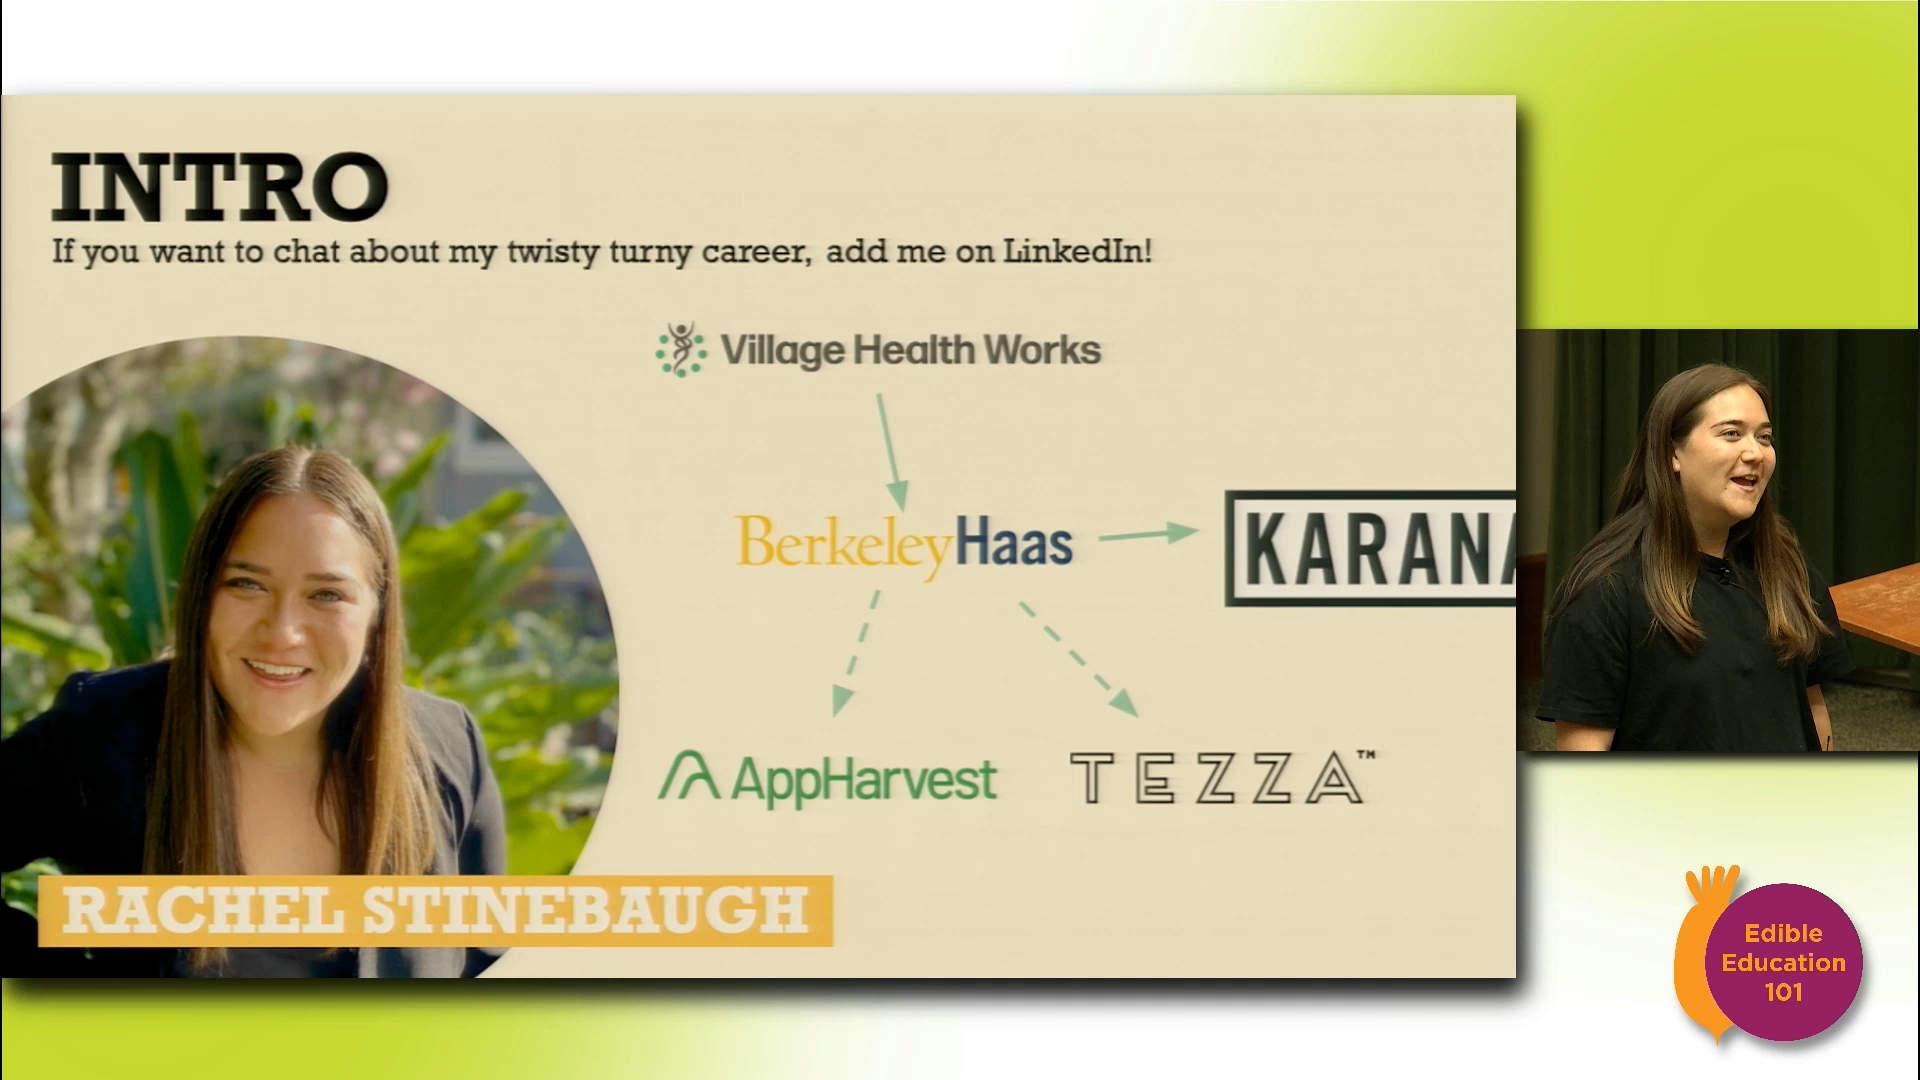 INTRO
If you want to chat about my twisty turny career, add me on LinkedIn!
Village Health Works
BerkeleyHaas
KARANA
AppHarvest
TEZZA™
RACHEL STINEBAUGH
Edible
Education
101